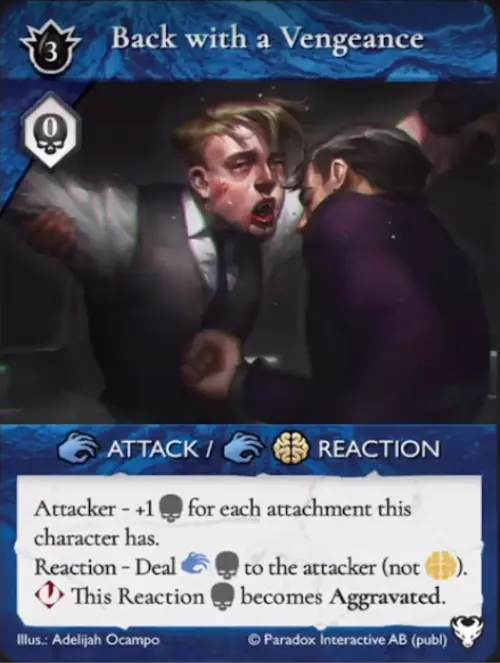 3
Back with a Vengeance
0
ATTACK / REACTION
Attacker - +1 for each attachment this
character has.
Reaction - Deal to the attacker (not ).
This Reaction becomes Aggravated.
Illus.: Adelijah Ocampo © Paradox Interactive AB (publ)